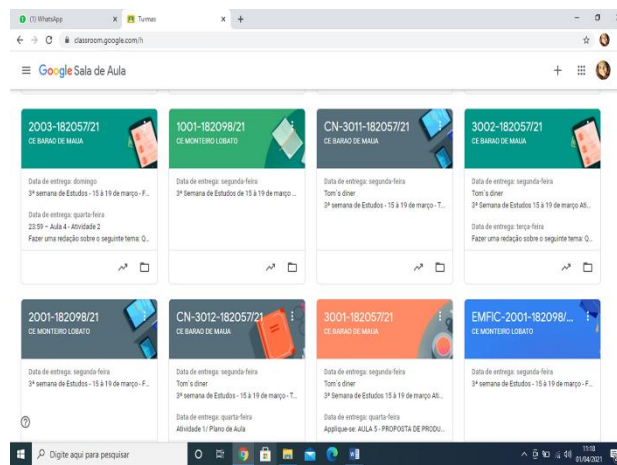 (1) WhatsApp
Turmas
classroom.google.com/h
Google Sala de Aula
2003-182057/21
CE BARAO DE MAUA
Data de entrega: domingo
3ª semana de Estudos - 15 à 19 de março - F...
Data de entrega: quarta-feira
23:59 – Aula 4 - Atividade 2
Fazer uma redação sobre o seguinte tema: Q...
1001-182098/21
CE MONTEIRO LOBATO
Data de entrega: segunda-feira
3ª Semana de Estudos de 15 à 19 de março ...
CN-3011-182057/21
CE BARAO DE MAUA
Data de entrega: segunda-feira
Tom´s diner
3ª semana de Estudos - 15 à 19 de março - T...
3002-182057/21
CE BARAO DE MAUA
Data de entrega: segunda-feira
Tom´s diner
3ª Semana de Estudos 15 à 19 de março Ati...
Data de entrega: terça-feira
Fazer uma redação sobre o seguinte tema: Q...
2001-182098/21
CE MONTEIRO LOBATO
Data de entrega: segunda-feira
3ª semana de Estudos - 15 à 19 de março - F...
CN-3012-182057/21
CE BARAO DE MAUA
Data de entrega: segunda-feira
Tom´s diner
3ª semana de Estudos - 15 à 19 de março - T...
Data de entrega: quarta-feira
Atividade 1/ Plano de Aula
3001-182057/21
CE BARAO DE MAUA
Data de entrega: segunda-feira
Tom´s diner
3ª Semana de Estudos 15 à 19 de março Ati...
Data de entrega: quarta-feira
Applique-se: AULA 5 - PROPOSTA DE PRODU...
EMFIC-2001-182098/...
CE MONTEIRO LOBATO
Data de entrega: segunda-feira
3ª semana de Estudos - 15 à 19 de março - F...
Digite aqui para pesquisar
11:18
01/04/2021